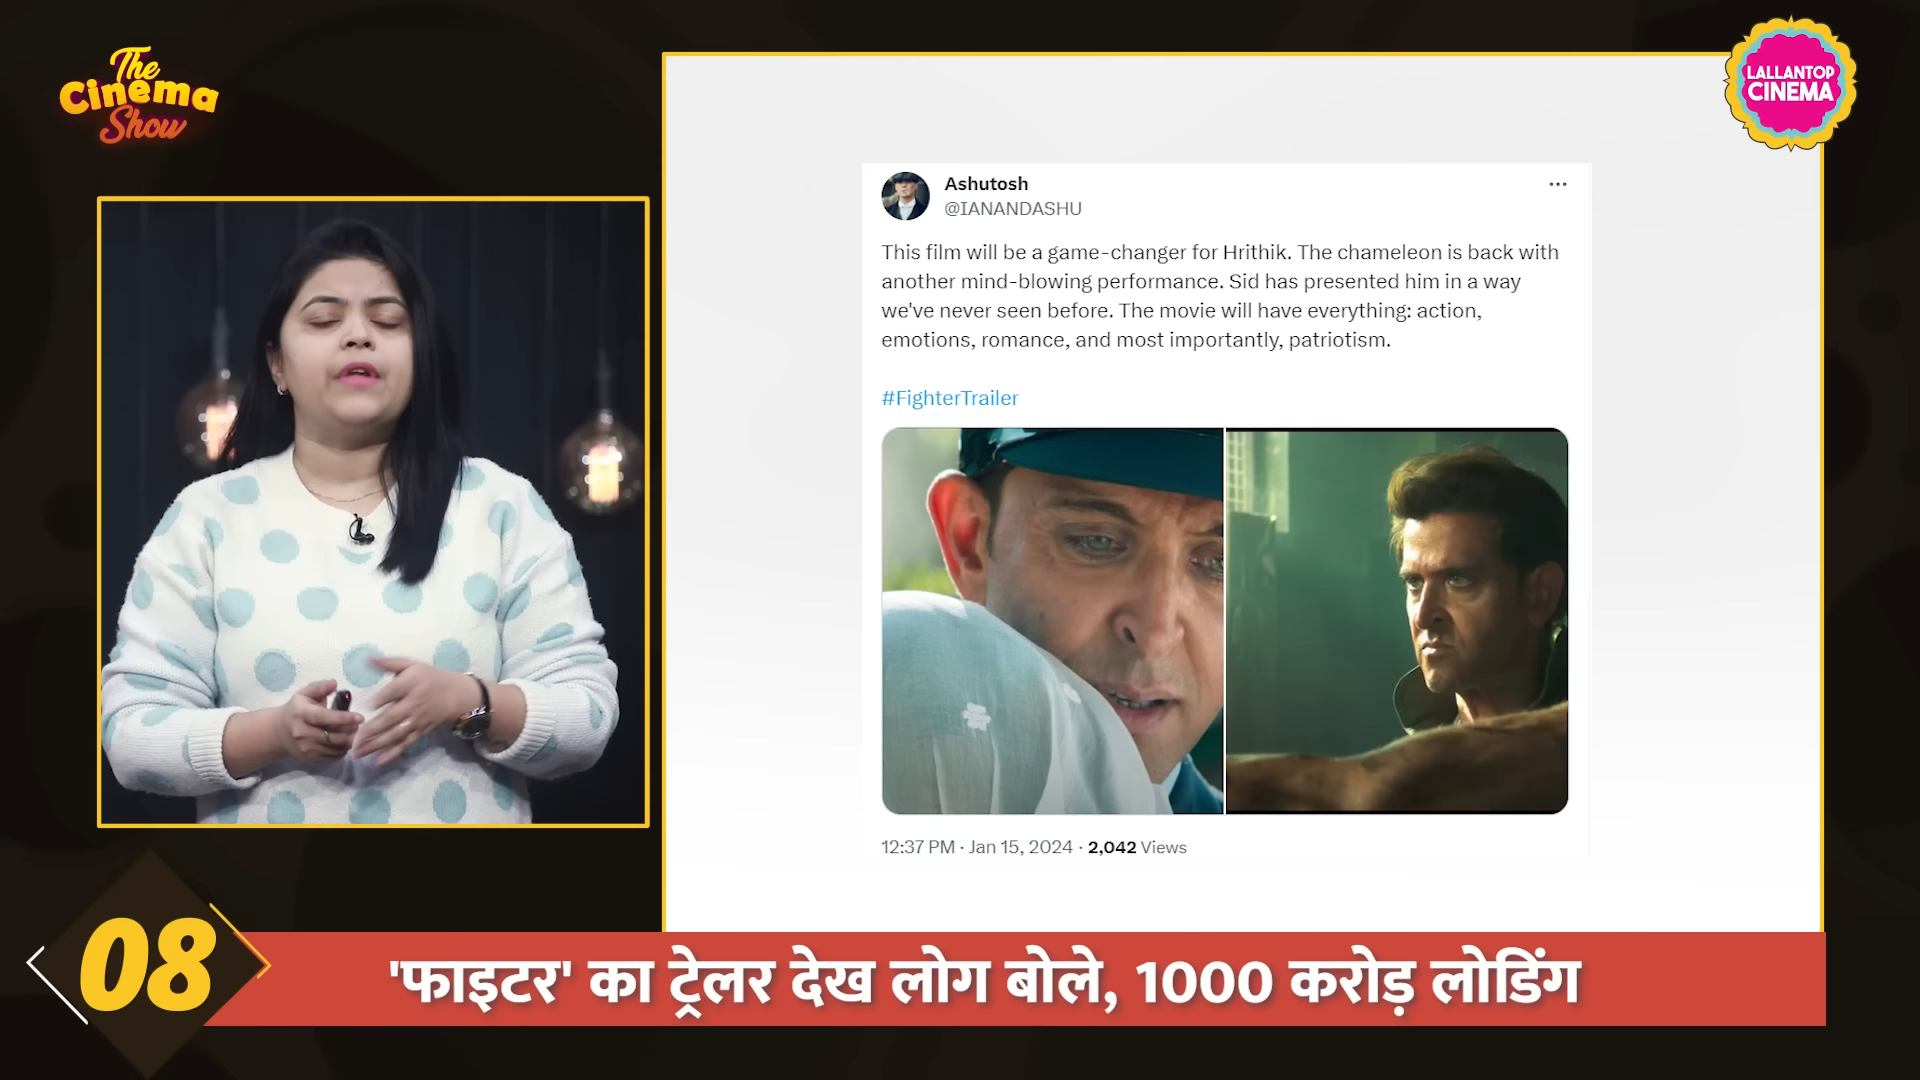 The
Cinema
Show
LALLANTOP
CINEMA
Ashutosh
@IANANDASHU
This film will be a game-changer for Hrithik. The chameleon is back with
another mind-blowing performance. Sid has presented him in a way
we've never seen before. The movie will have everything: action,
emotions, romance, and most importantly, patriotism.
#FighterTrailer
12:37 PM · Jan 15, 2024 · 2,042 Views
08
'फाइटर' का ट्रेलर देख लोग बोले, 1000 करोड़ लोडिंग